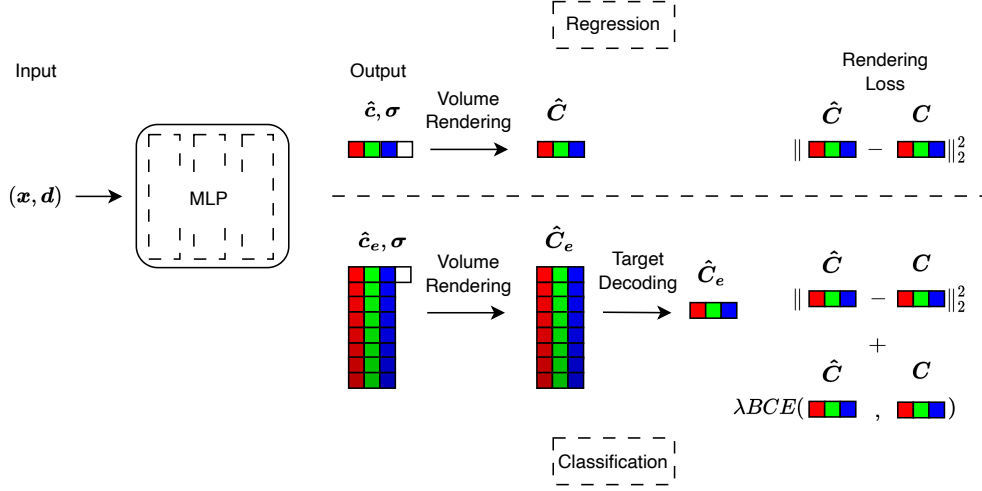 Regression
Input
Output
Rendering
Loss
ĉ, σ
Volume
Rendering
Ĉ
Ĉ
C
‖ − ‖₂²
(x, d)
MLP
ĉₑ, σ
Volume
Rendering
Ĉₑ
Target
Decoding
Ĉₑ
Ĉ
C
‖ − ‖₂²
+
Ĉ
C
λBCE( , )
Classification